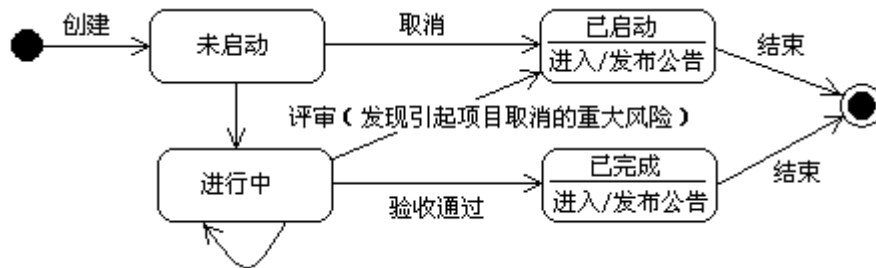 创建
未启动
取消
已启动
进入/发布公告
结束
评审(发现引起项目取消的重大风险)
进行中
验收通过
已完成
进入/发布公告
结束